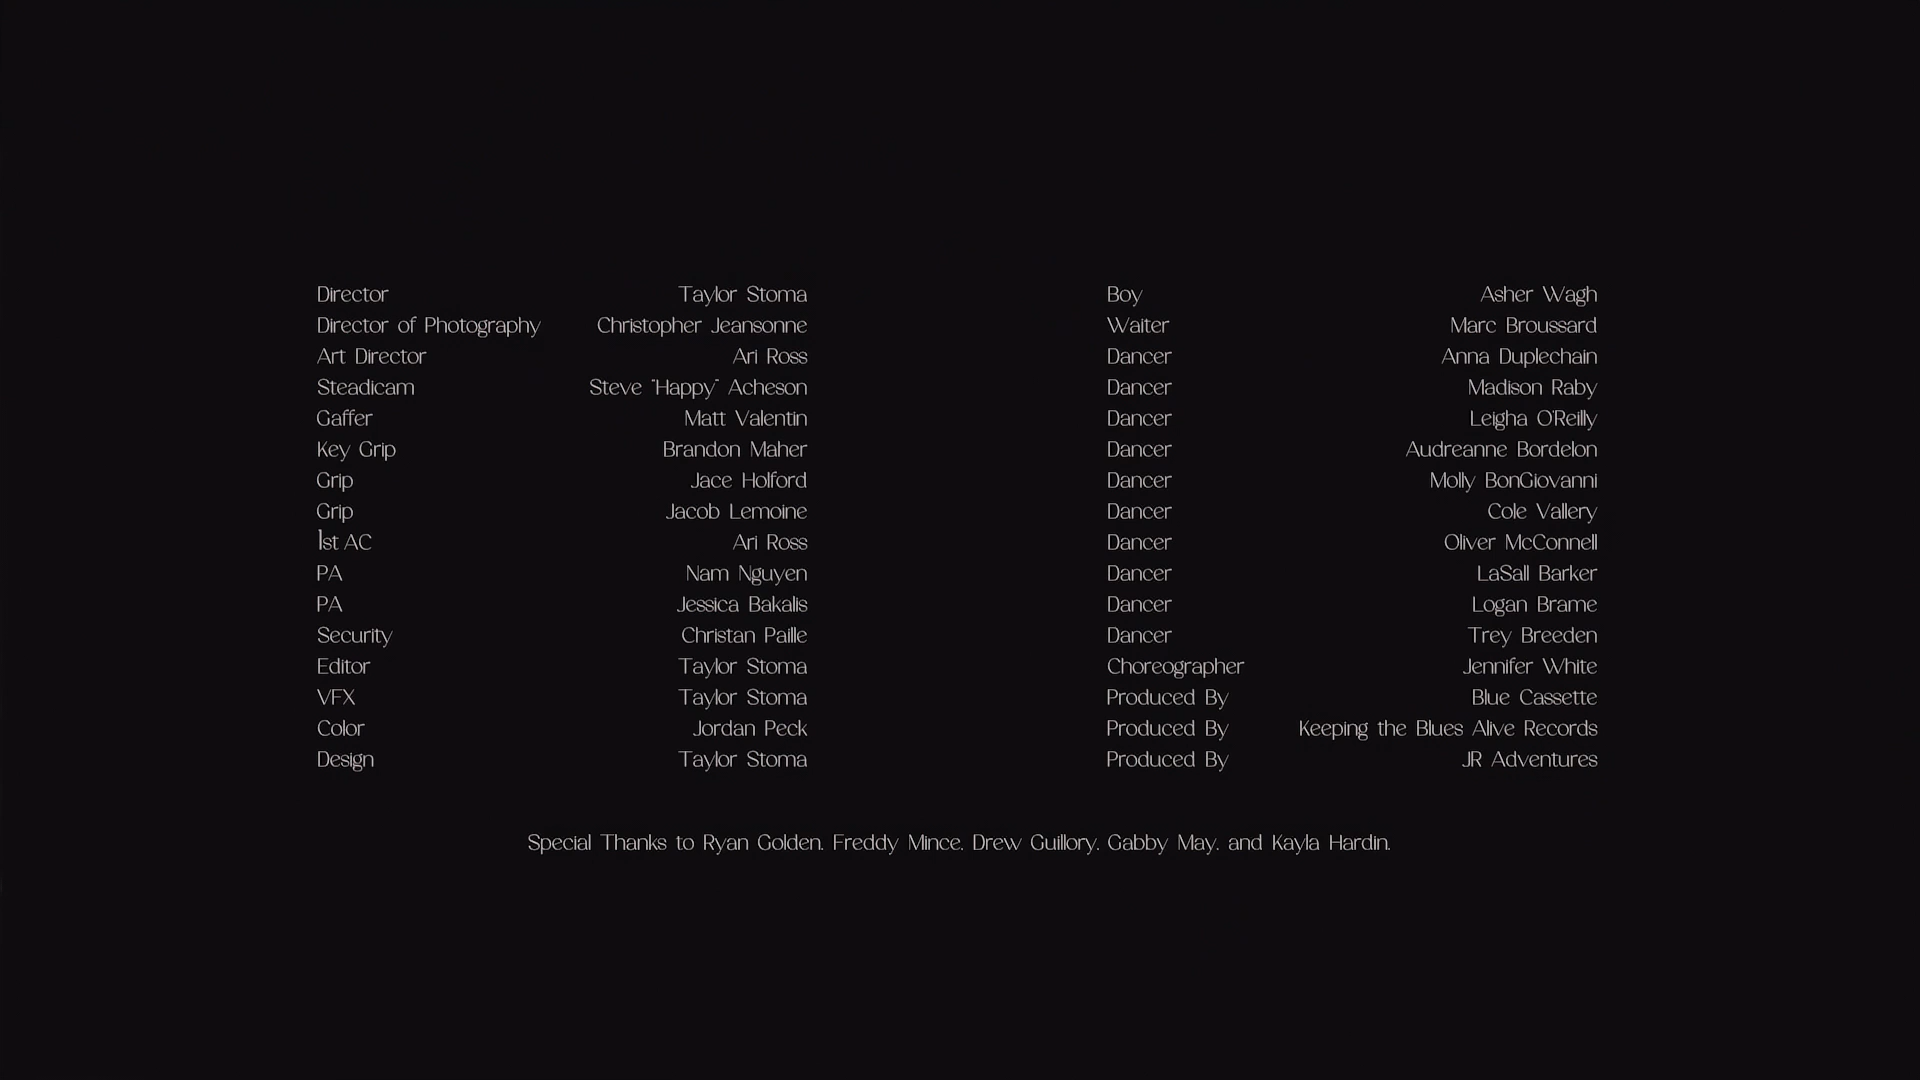 Director Taylor Stoma
Director of Photography Christopher Jeansonne
Art Director Ari Ross
Steadicam Steve "Happy" Acheson
Gaffer Matt Valentin
Key Grip Brandon Maher
Grip Jace Holford
Grip Jacob Lemoine
1st AC Ari Ross
PA Nam Nguyen
PA Jessica Bakalis
Security Christan Paille
Editor Taylor Stoma
VFX Taylor Stoma
Color Jordan Peck
Design Taylor Stoma
Boy Asher Wagh
Waiter Marc Broussard
Dancer Anna Duplechain
Dancer Madison Raby
Dancer Leigha O'Reilly
Dancer Audreanne Bordelon
Dancer Molly BonGiovanni
Dancer Cole Vallery
Dancer Oliver McConnell
Dancer LaSall Barker
Dancer Logan Brame
Dancer Trey Breeden
Choreographer Jennifer White
Produced By Blue Cassette
Produced By Keeping the Blues Alive Records
Produced By JR Adventures
Special Thanks to Ryan Golden, Freddy Mince, Drew Guillory, Gabby May, and Kayla Hardin.